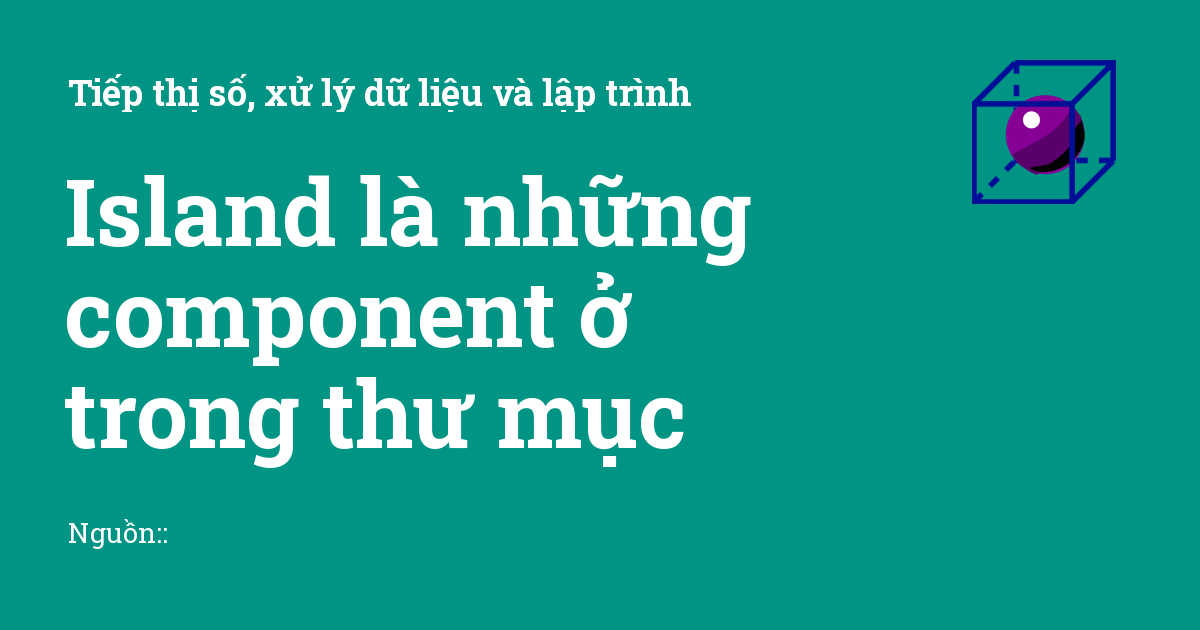 Tiếp thị số, xử lý dữ liệu và lập trình
Island là những
component ở
trong thư mục
Nguồn::